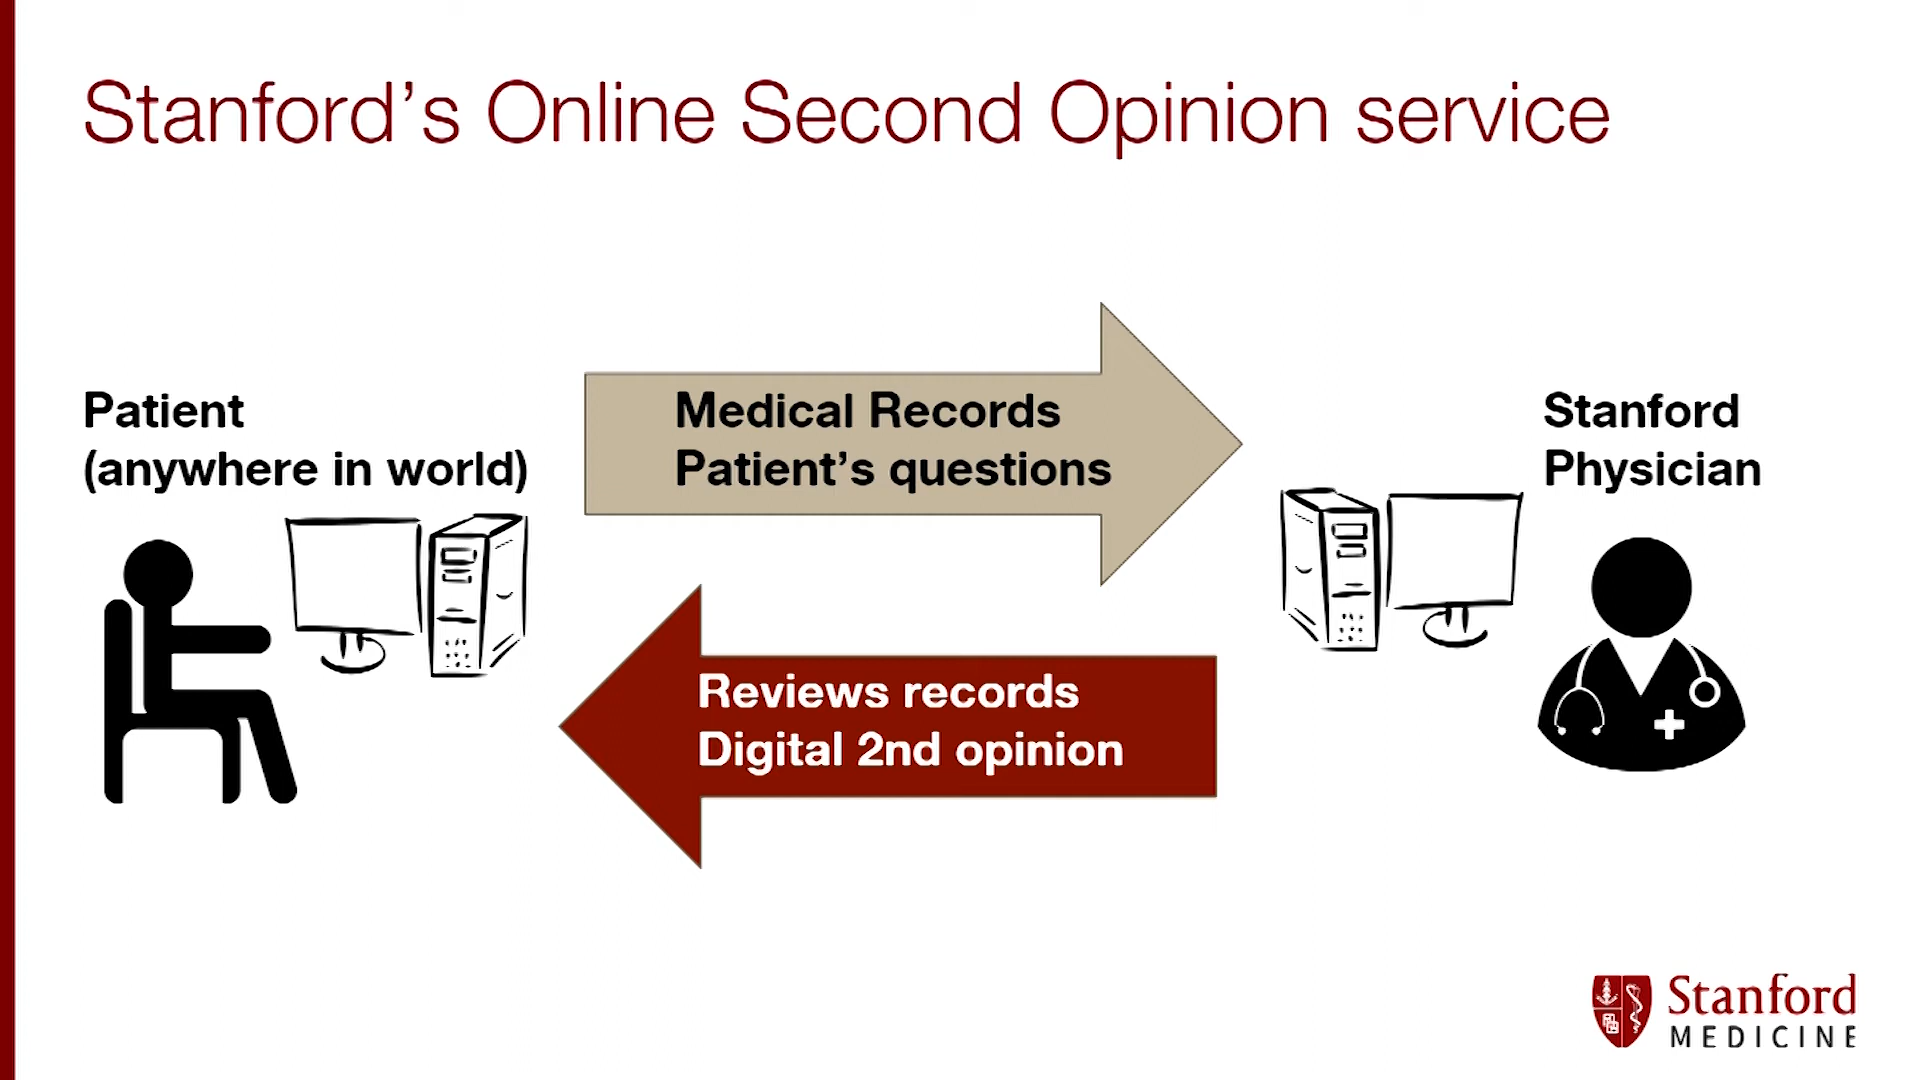 Stanford’s Online Second Opinion service
Patient
(anywhere in world)
Medical Records
Patient’s questions
Stanford
Physician
Reviews records
Digital 2nd opinion
Stanford
MEDICINE